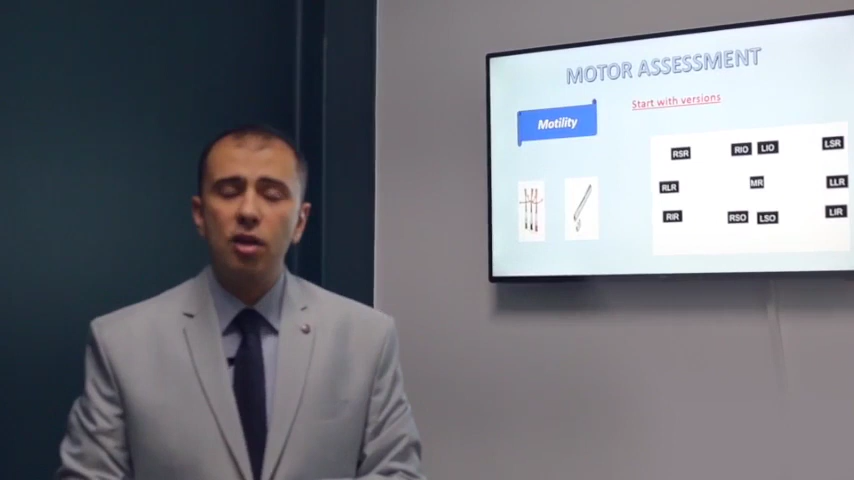 MOTOR ASSESSMENT
Start with versions
Motility
RSR RIO LIO LSR
RLR MR LLR
RIR RSO LSO LIR